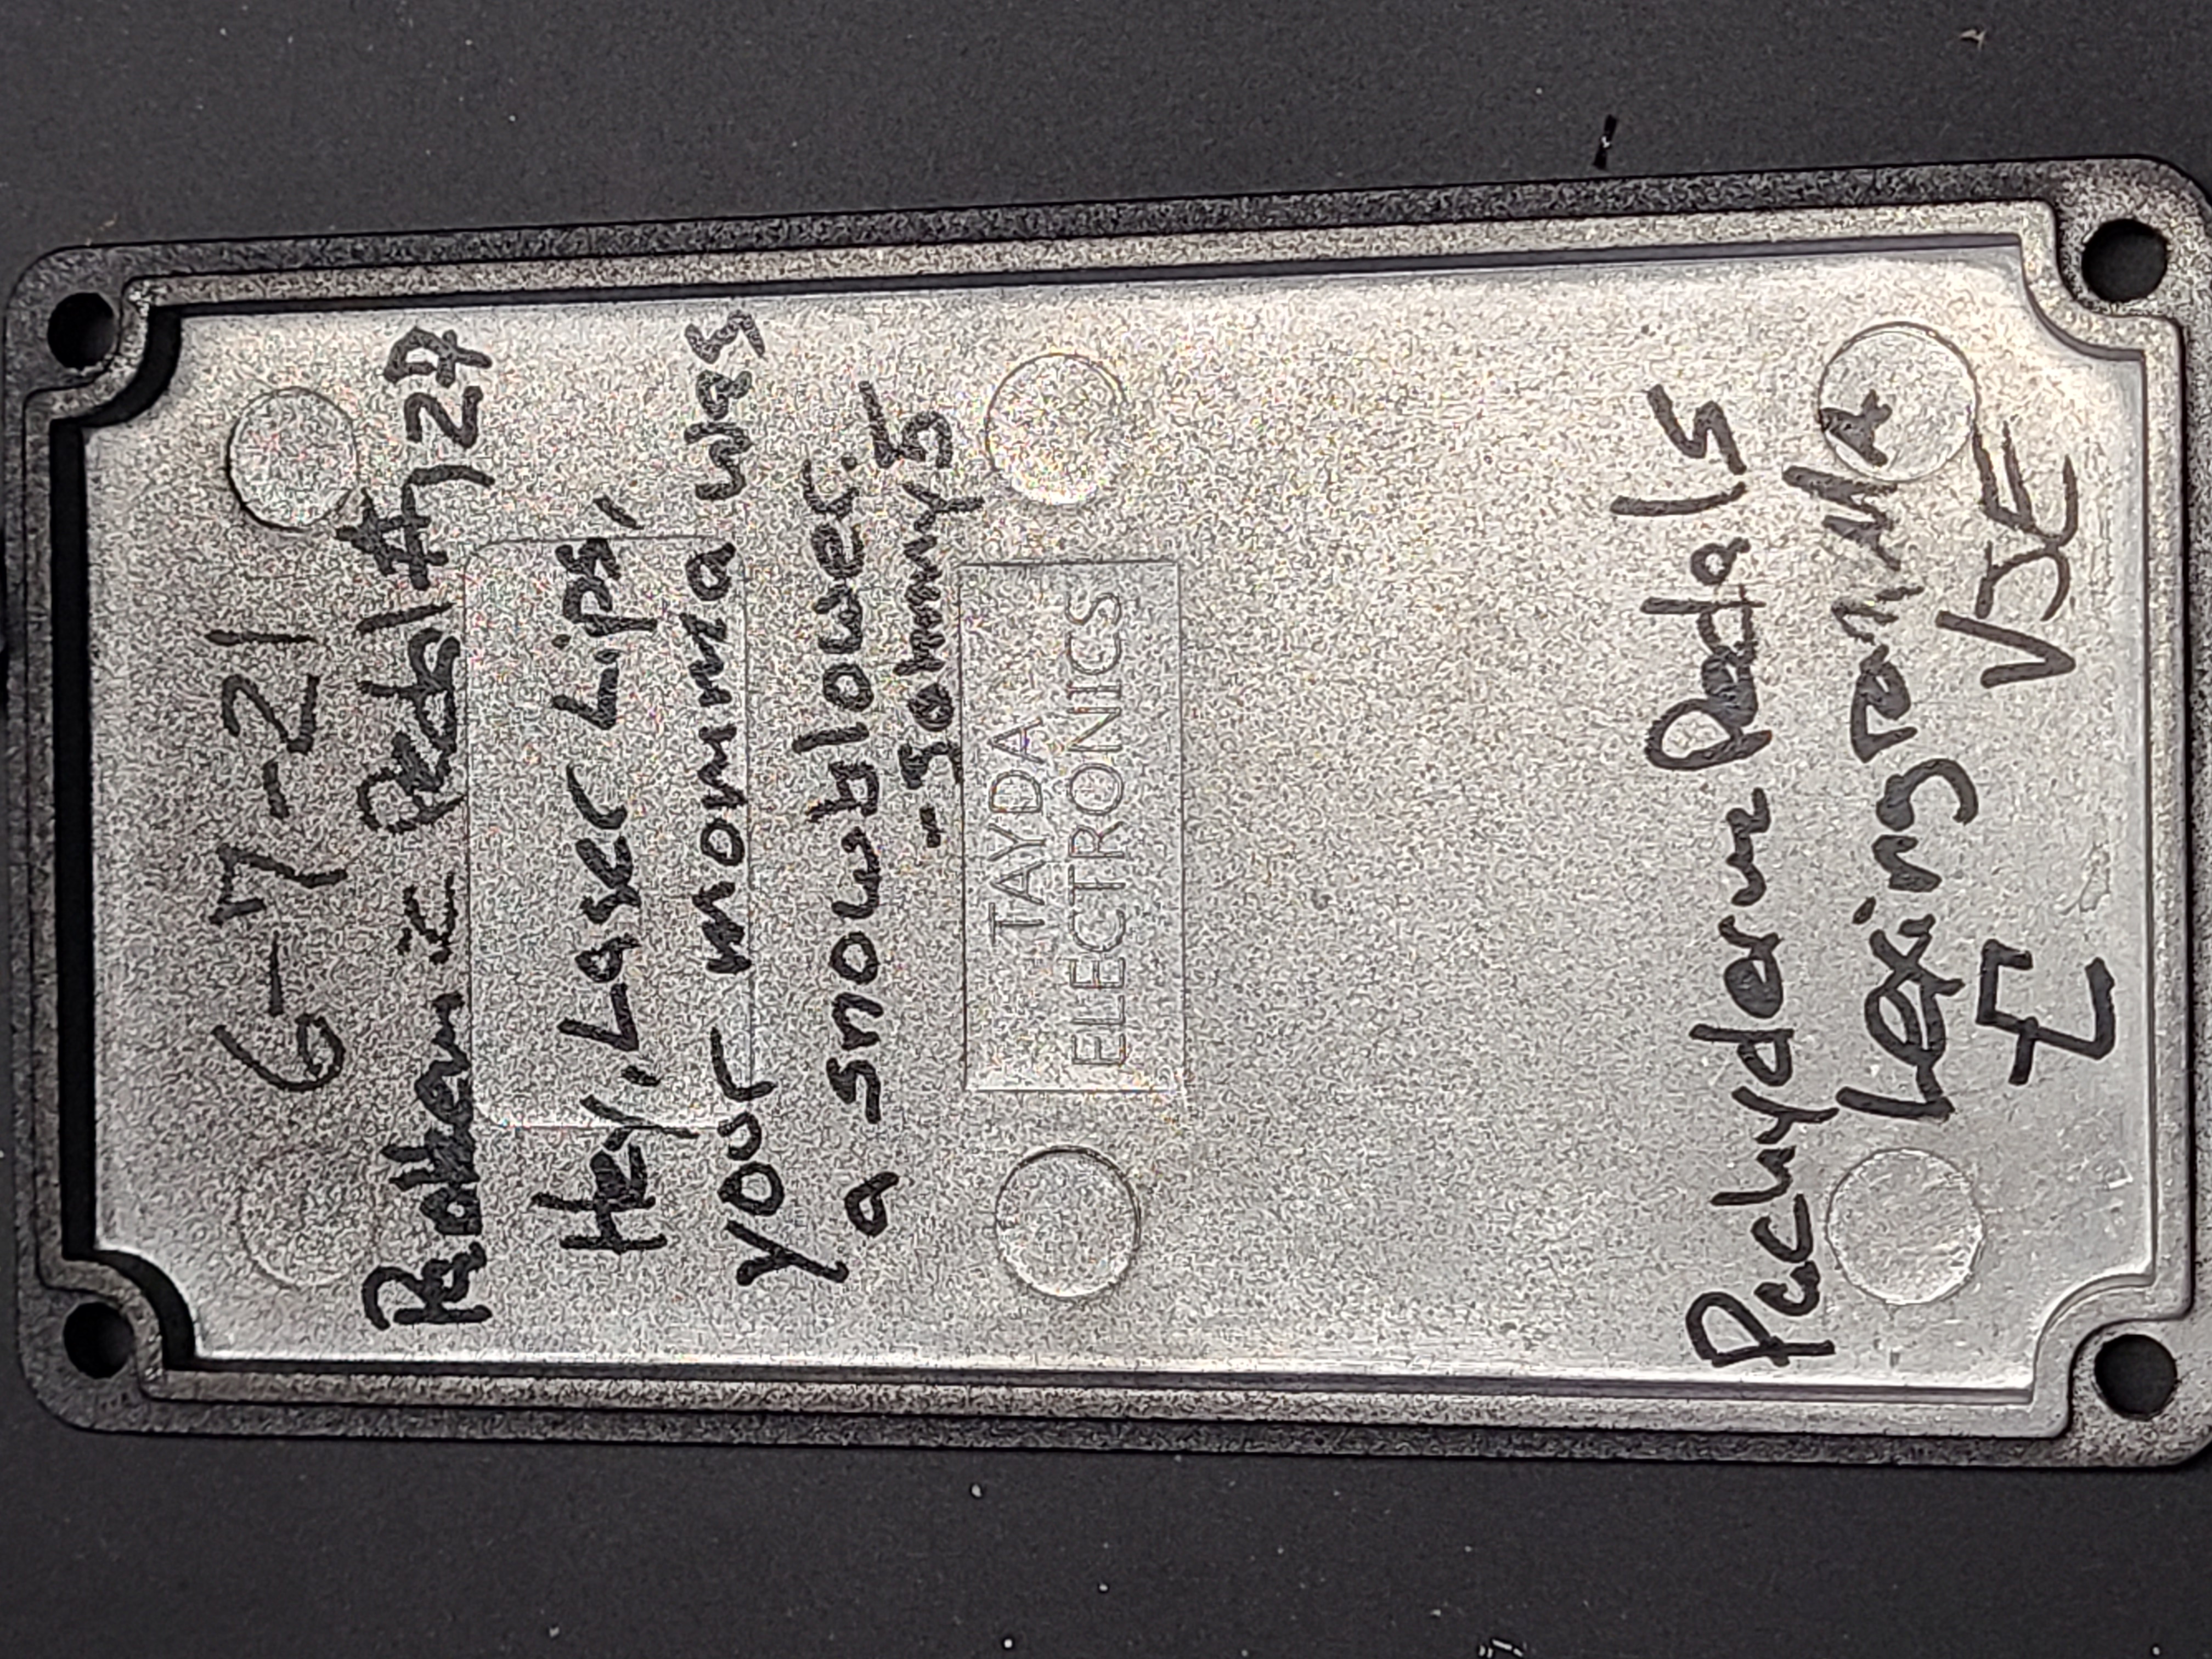 6-7-21
Pedal # 127
Hey, Laser Lips,
your momma was
a snowblower.
-Johnny 5
TAYDA
ELECTRONICS
Pachyderm Pedals
Lexington, MA
VJE